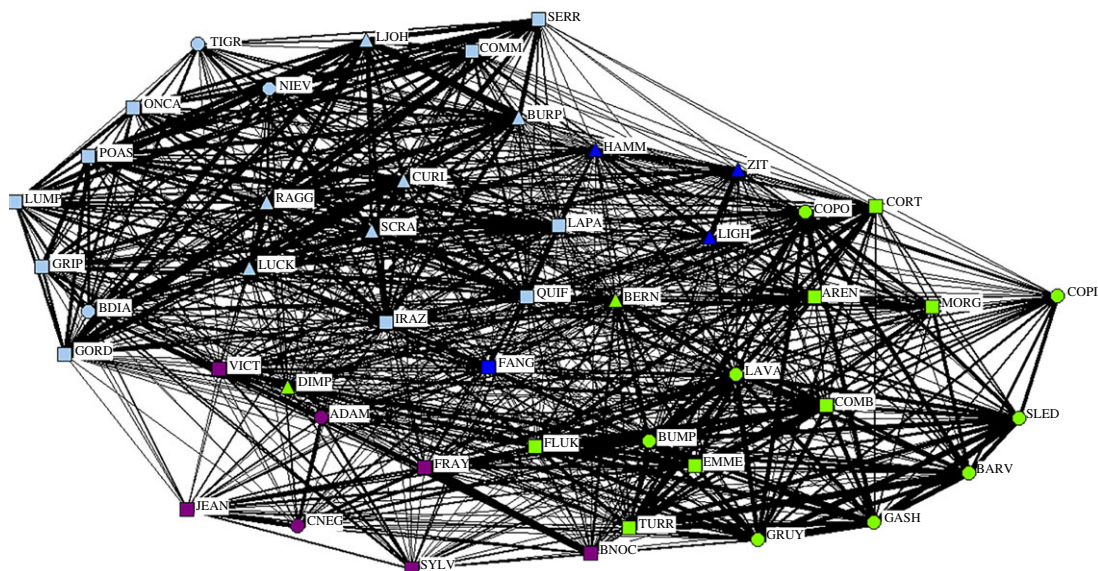 SERR
TIGR
LJOH
COMM
NIEV
ONCA
BURP
HAMM
POAS
ZIT
CURL
LUMP
RAGG
COPO
CORT
LAPA
SCRA
LIGH
GRIP
LUCK
QUIF
BERN
AREN
MORG
COPI
BDIA
IRAZ
GORD
VICT
FANG
LAVA
DIMP
COMB
ADAM
SLED
FLUK
BUMP
FRAY
EMME
BARV
JEAN
CNEG
TURR
GASH
GRUY
BNOC
SYLV